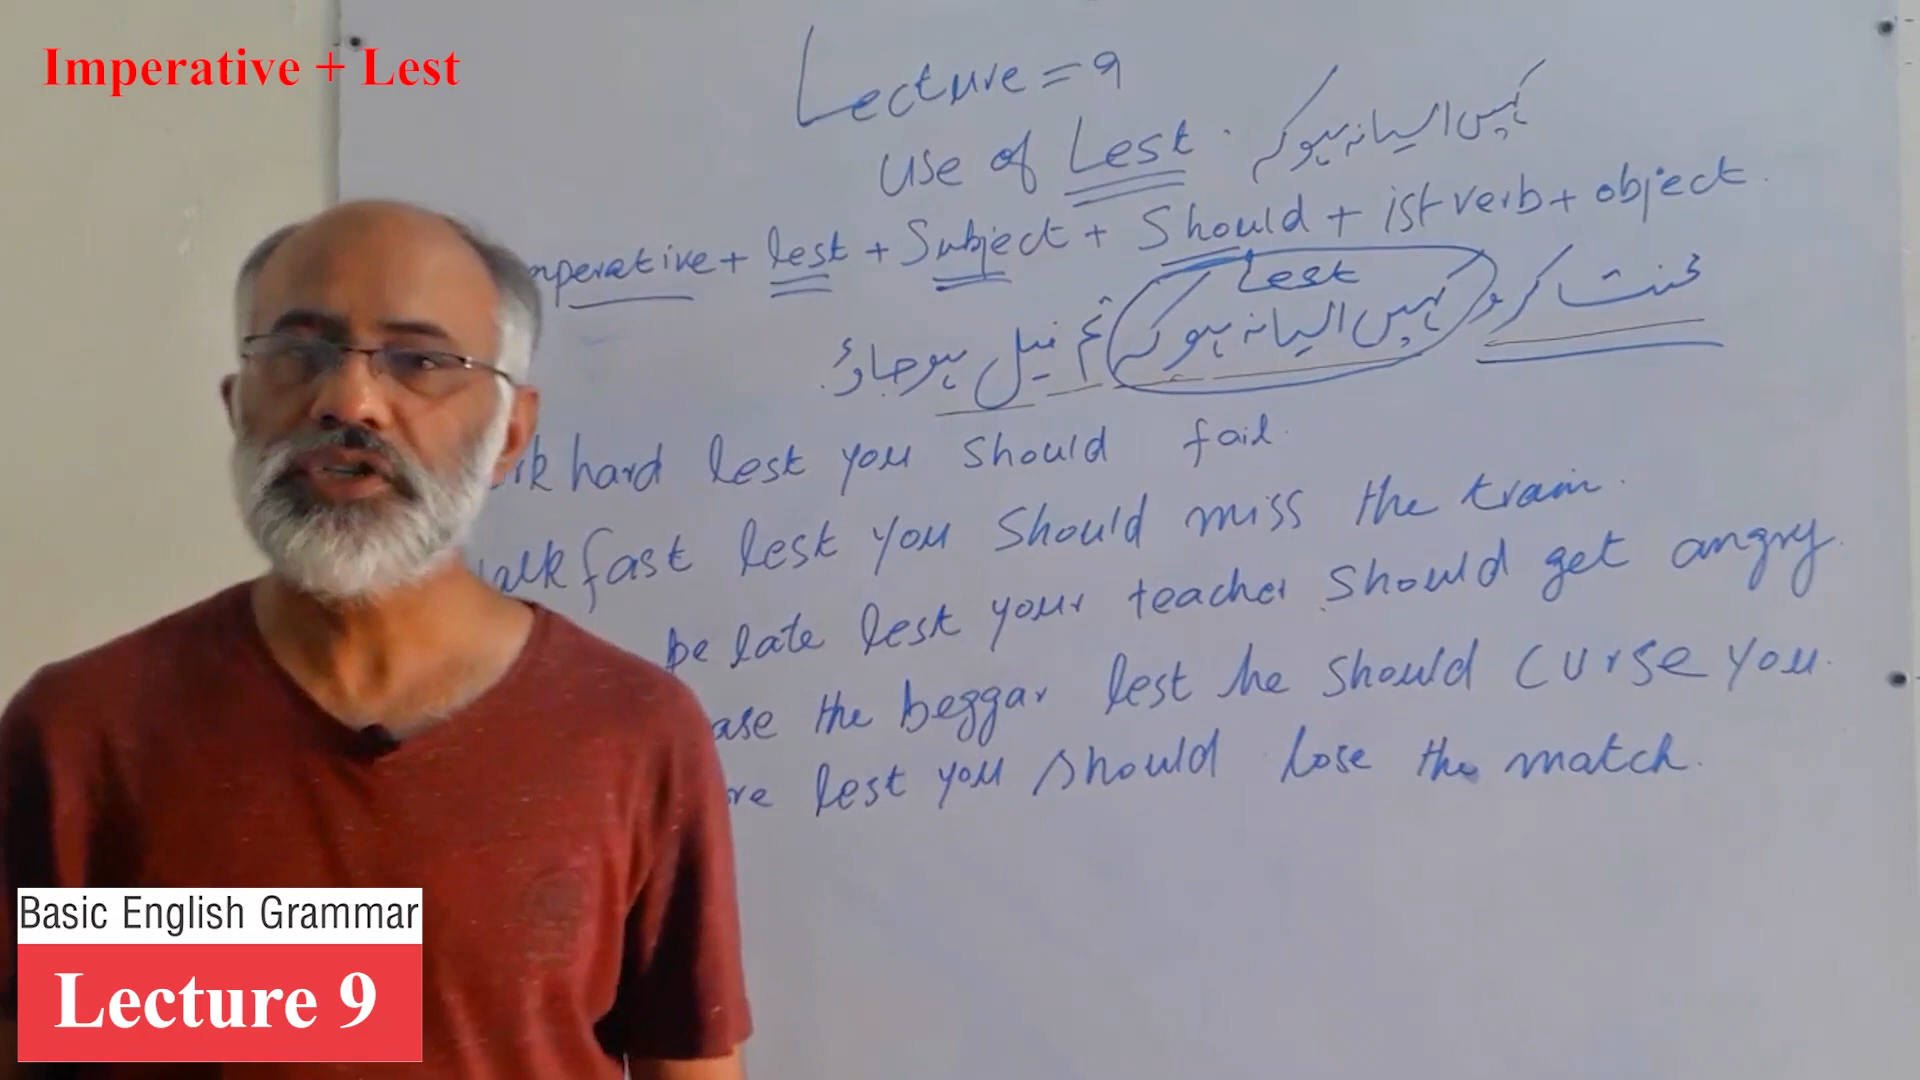 Imperative + Lest
Lecture = 9
Use of Lest. کہیں ایسا نہ ہو کہ
mperative + lest + Subject + Should + 1st verb + object.
Lest
محنت کرو کہیں ایسا نہ ہو کہ تم فیل ہو جاؤ.
rk hard lest you should fail.
alk fast lest you should miss the train.
be late lest your teacher should get angry.
ase the beggar lest he should curse you.
re lest you should lose the match.
Basic English Grammar
Lecture 9